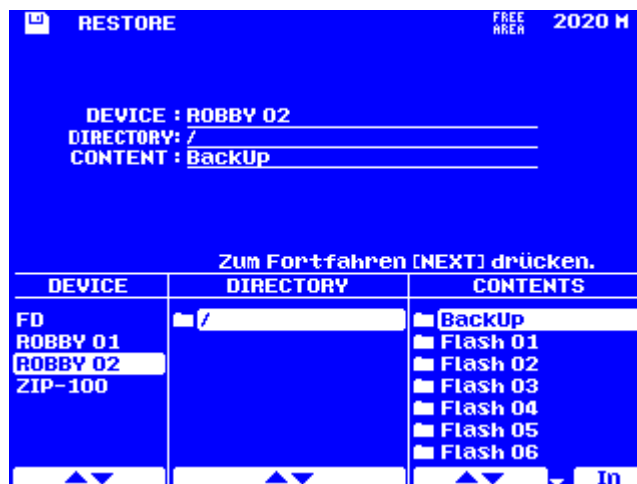 RESTORE
FREE AREA 2020 M
DEVICE : ROBBY 02
DIRECTORY: /
CONTENT : BackUp
Zum Fortfahren [NEXT] drücken.
DEVICE DIRECTORY CONTENTS
FD / BackUp
ROBBY 01 Flash 01
ROBBY 02 Flash 02
ZIP-100 Flash 03
Flash 04
Flash 05
Flash 06
In